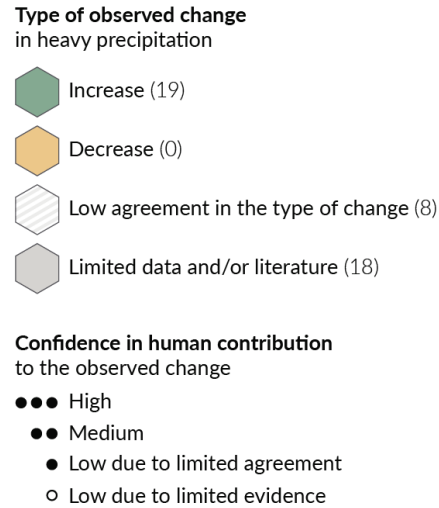 Type of observed change
in heavy precipitation
Increase (19)
Decrease (0)
Low agreement in the type of change (8)
Limited data and/or literature (18)
Confidence in human contribution
to the observed change
High
Medium
Low due to limited agreement
Low due to limited evidence